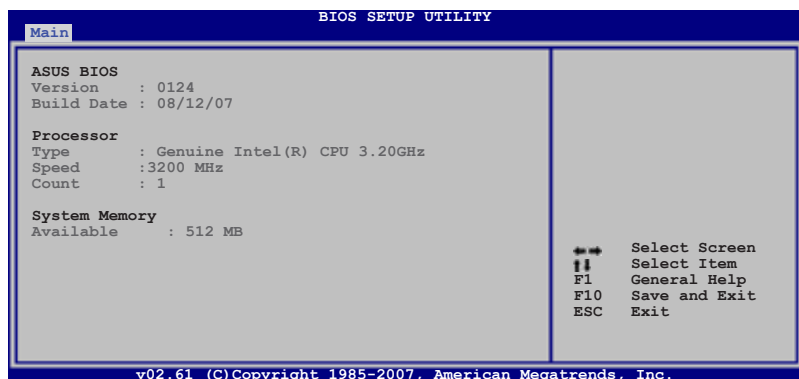 BIOS SETUP UTILITY
Main
ASUS BIOS
Version : 0124
Build Date : 08/12/07
Processor
Type : Genuine Intel(R) CPU 3.20GHz
Speed :3200 MHz
Count : 1
System Memory
Available : 512 MB
Select Screen
Select Item
F1 General Help
F10 Save and Exit
ESC Exit
v02.61 (C)Copyright 1985-2007, American Megatrends, Inc.